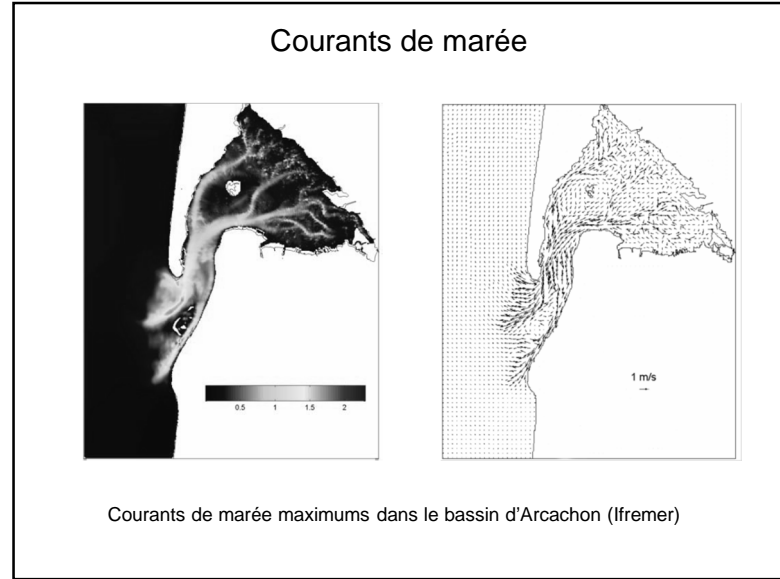 Courants de marée
0.5 1 1.5 2
1 m/s
Courants de marée maximums dans le bassin d'Arcachon (Ifremer)